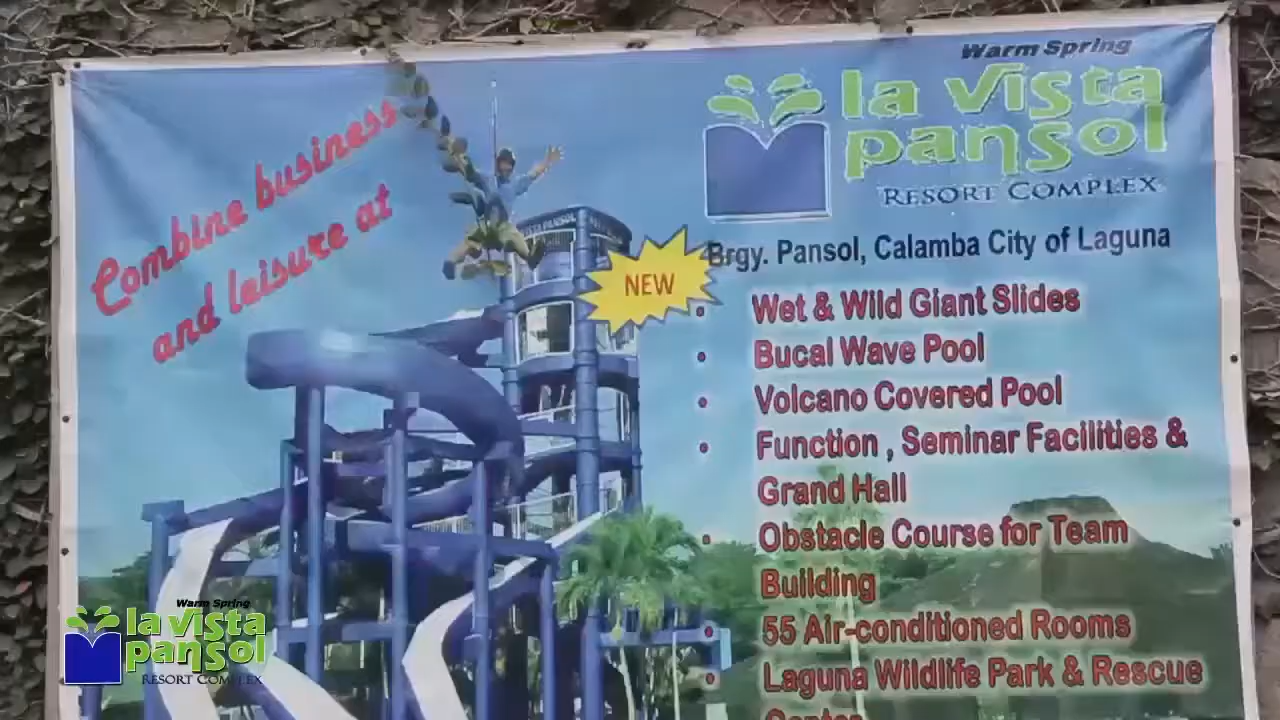 Combine business
and leisure at
Warm Spring
la vista
pansol
RESORT COMPLEX
NEW
Brgy. Pansol, Calamba City of Laguna
• Wet & Wild Giant Slides
• Bucal Wave Pool
• Volcano Covered Pool
• Function , Seminar Facilities &
Grand Hall
• Obstacle Course for Team
Building
• 55 Air-conditioned Rooms
• Laguna Wildlife Park & Rescue
Center
Warm Spring
la vista
pansol
RESORT COMPLEX